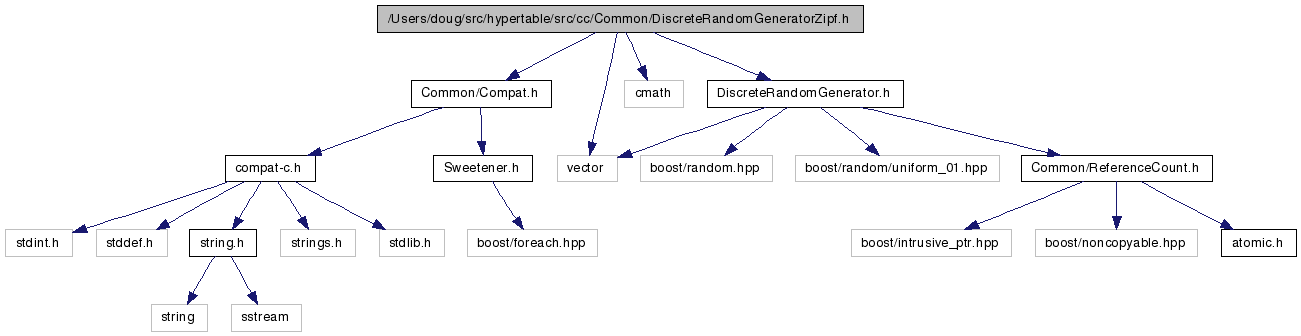 /Users/doug/src/hypertable/src/cc/Common/DiscreteRandomGeneratorZipf.h
Common/Compat.h
cmath
DiscreteRandomGenerator.h
compat-c.h
Sweetener.h
vector
boost/random.hpp
boost/random/uniform_01.hpp
Common/ReferenceCount.h
stdint.h
stddef.h
string.h
strings.h
stdlib.h
boost/foreach.hpp
boost/intrusive_ptr.hpp
boost/noncopyable.hpp
atomic.h
string
sstream